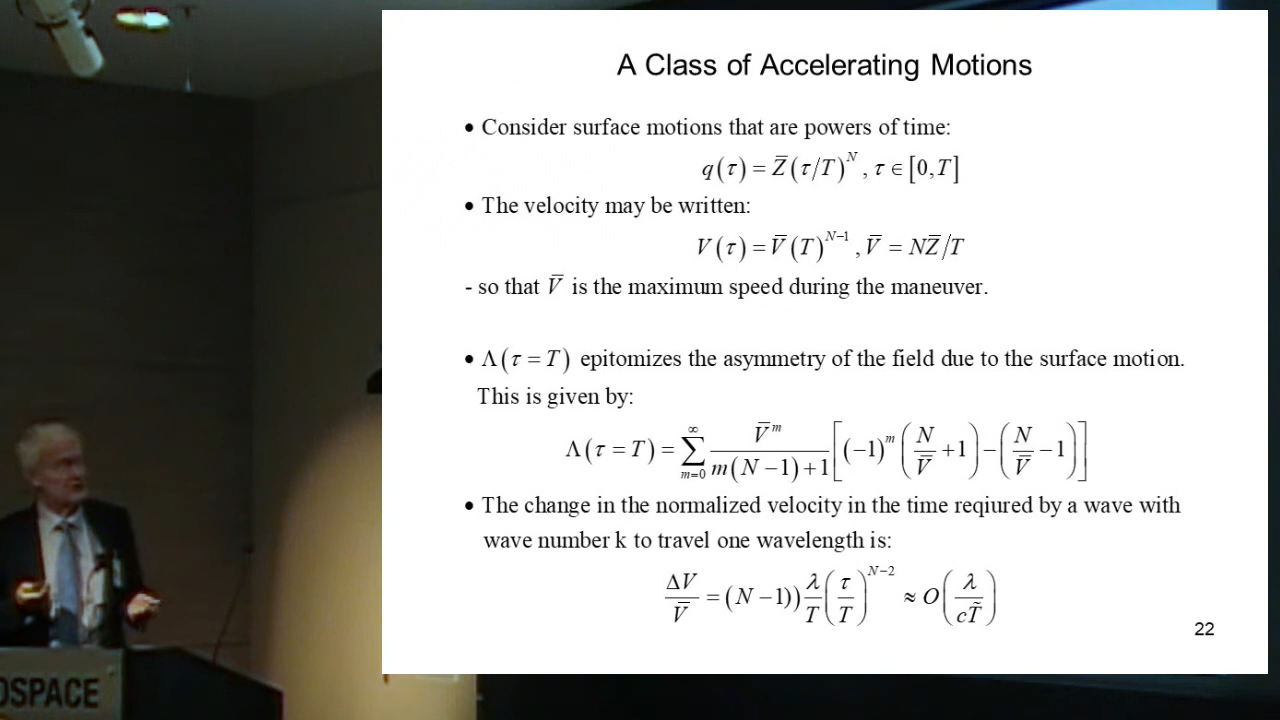 A Class of Accelerating Motions
• Consider surface motions that are powers of time:
q(τ) = Z̄(τ/T)^N, τ ∈ [0,T]
• The velocity may be written:
V(τ) = V̄(T)^{N−1}, V̄ = NZ̄/T
- so that V̄ is the maximum speed during the maneuver.
• Λ(τ = T) epitomizes the asymmetry of the field due to the surface motion.
This is given by:
Λ(τ = T) = ∑_{m=0}^{∞} V̄^m/(m(N−1)+1) [(−1)^m (N/V̄ +1) − (N/V̄ −1)]
• The change in the normalized velocity in the time reqiured by a wave with
wave number k to travel one wavelength is:
ΔV/V̄ = (N−1)) λ/T (τ/T)^{N−2} ≈ O(λ/cT̃)
22
OSPACE